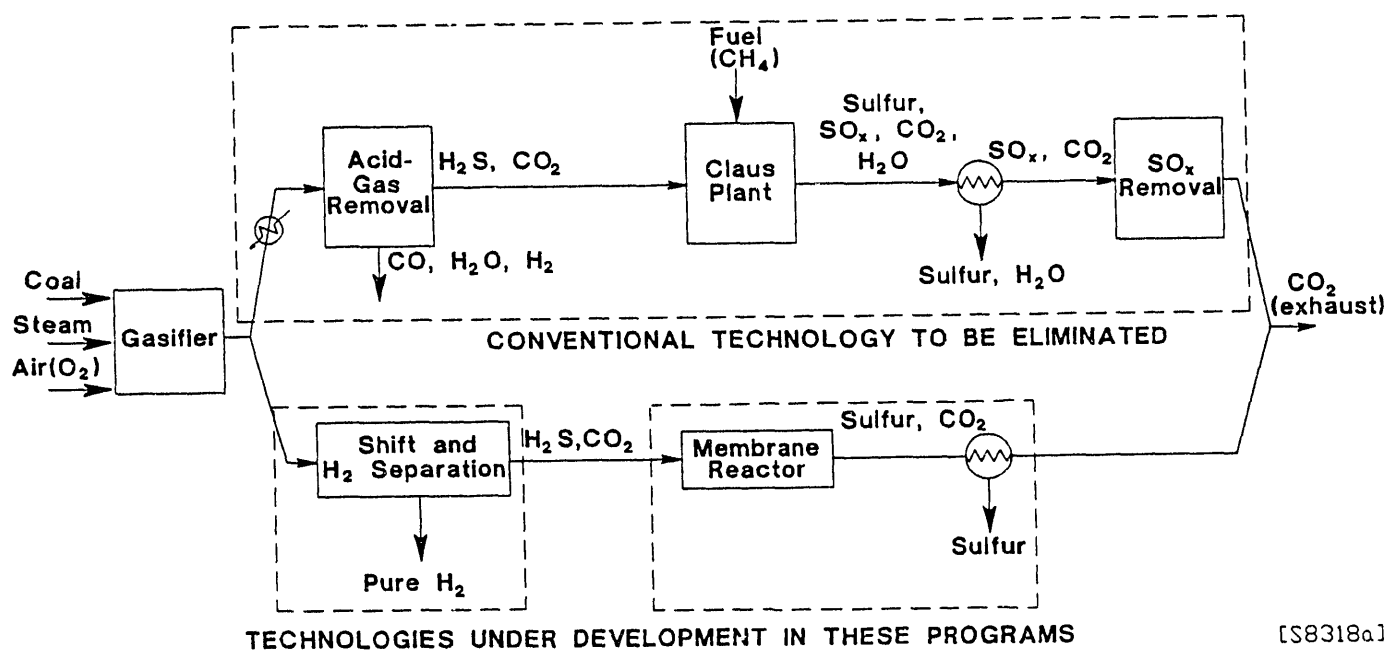 Fuel
(CH₄)
Sulfur,
SOₓ, CO₂,
H₂O
SOₓ, CO₂
Acid-
Gas
Removal
H₂S, CO₂
Claus
Plant
SOₓ
Removal
CO, H₂O, H₂
Sulfur, H₂O
Coal
Steam
Air(O₂)
Gasifier
CO₂
(exhaust)
CONVENTIONAL TECHNOLOGY TO BE ELIMINATED
Shift and
H₂ Separation
H₂S,CO₂
Membrane
Reactor
Sulfur, CO₂
Sulfur
Pure H₂
TECHNOLOGIES UNDER DEVELOPMENT IN THESE PROGRAMS
[S8318a]